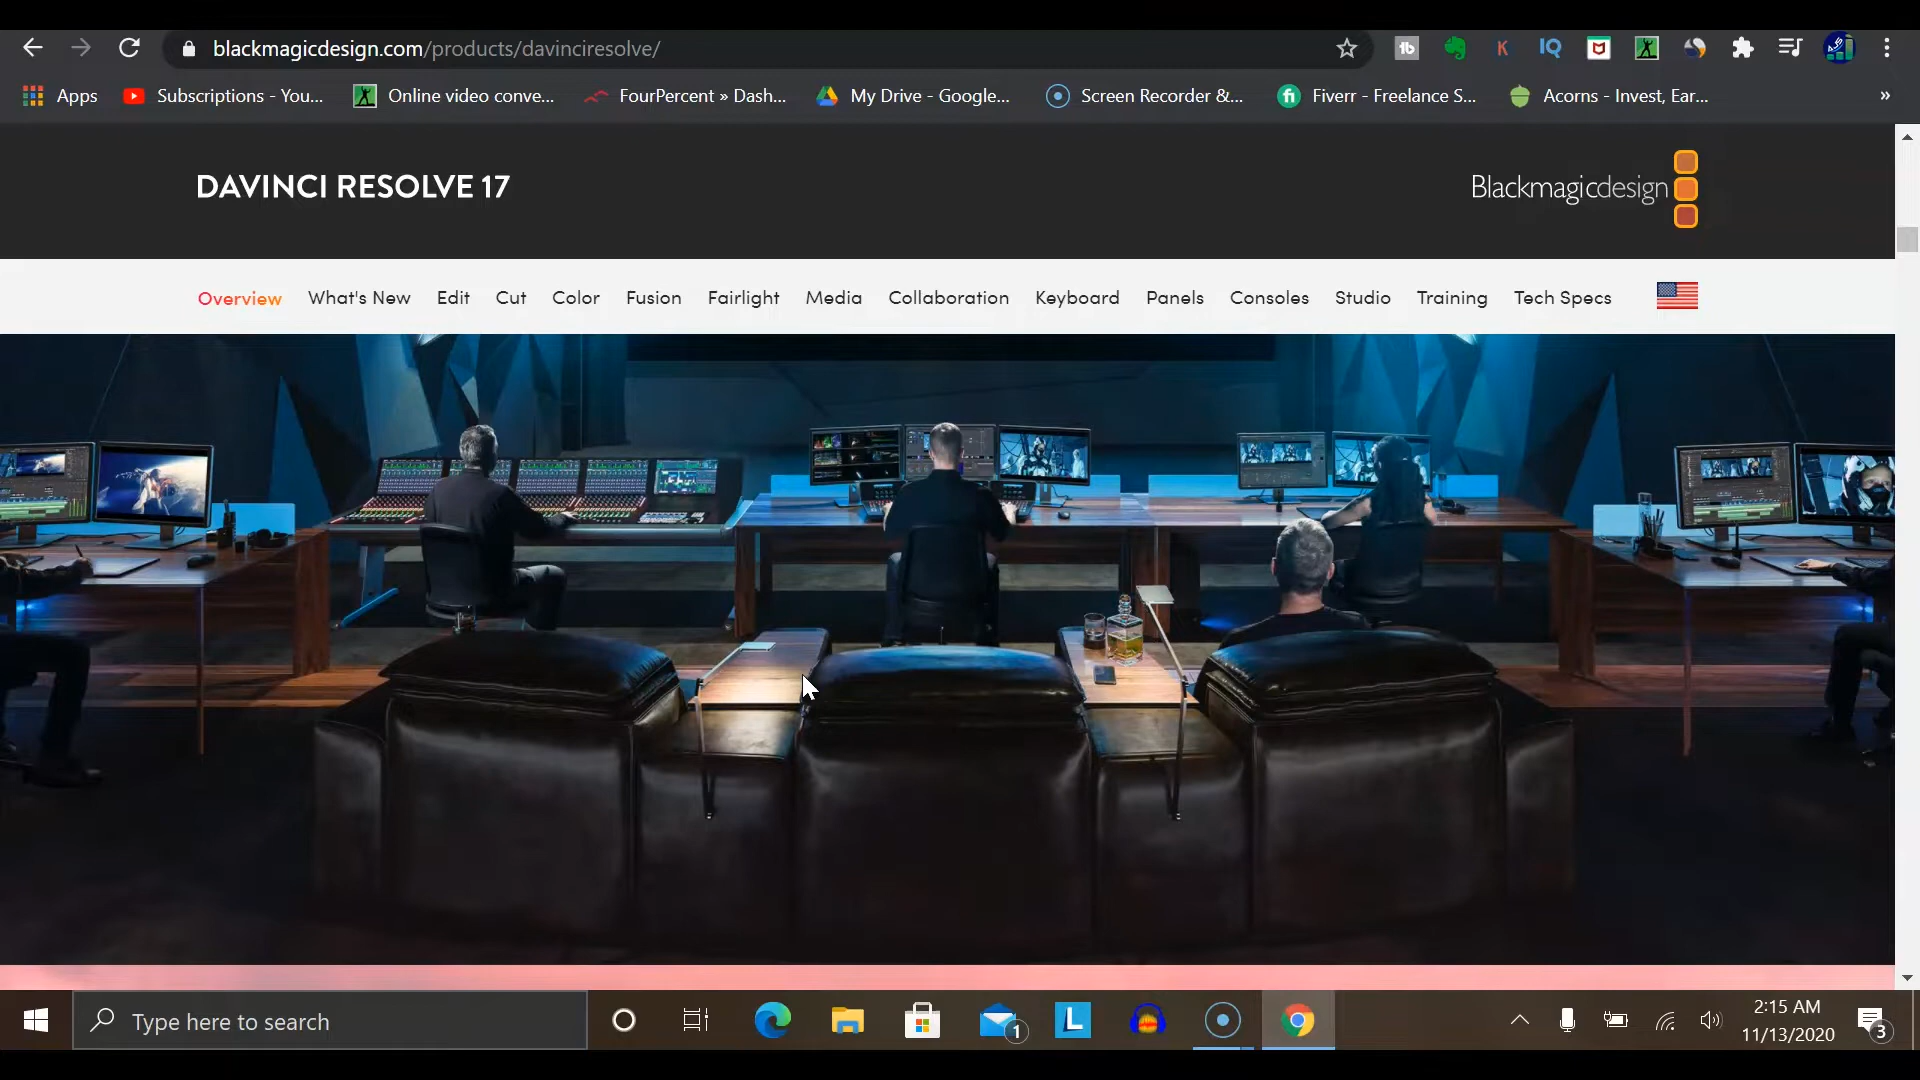 blackmagicdesign.com/products/davinciresolve/
Apps
Subscriptions - You...
Online video conve...
FourPercent » Dash...
My Drive - Google...
Screen Recorder &...
Fiverr - Freelance S...
Acorns - Invest, Ear...
»
DAVINCI RESOLVE 17
Blackmagicdesign
Overview What's New Edit Cut Color Fusion Fairlight Media Collaboration Keyboard Panels Consoles Studio Training Tech Specs
Type here to search
1
L
2:15 AM
11/13/2020
3